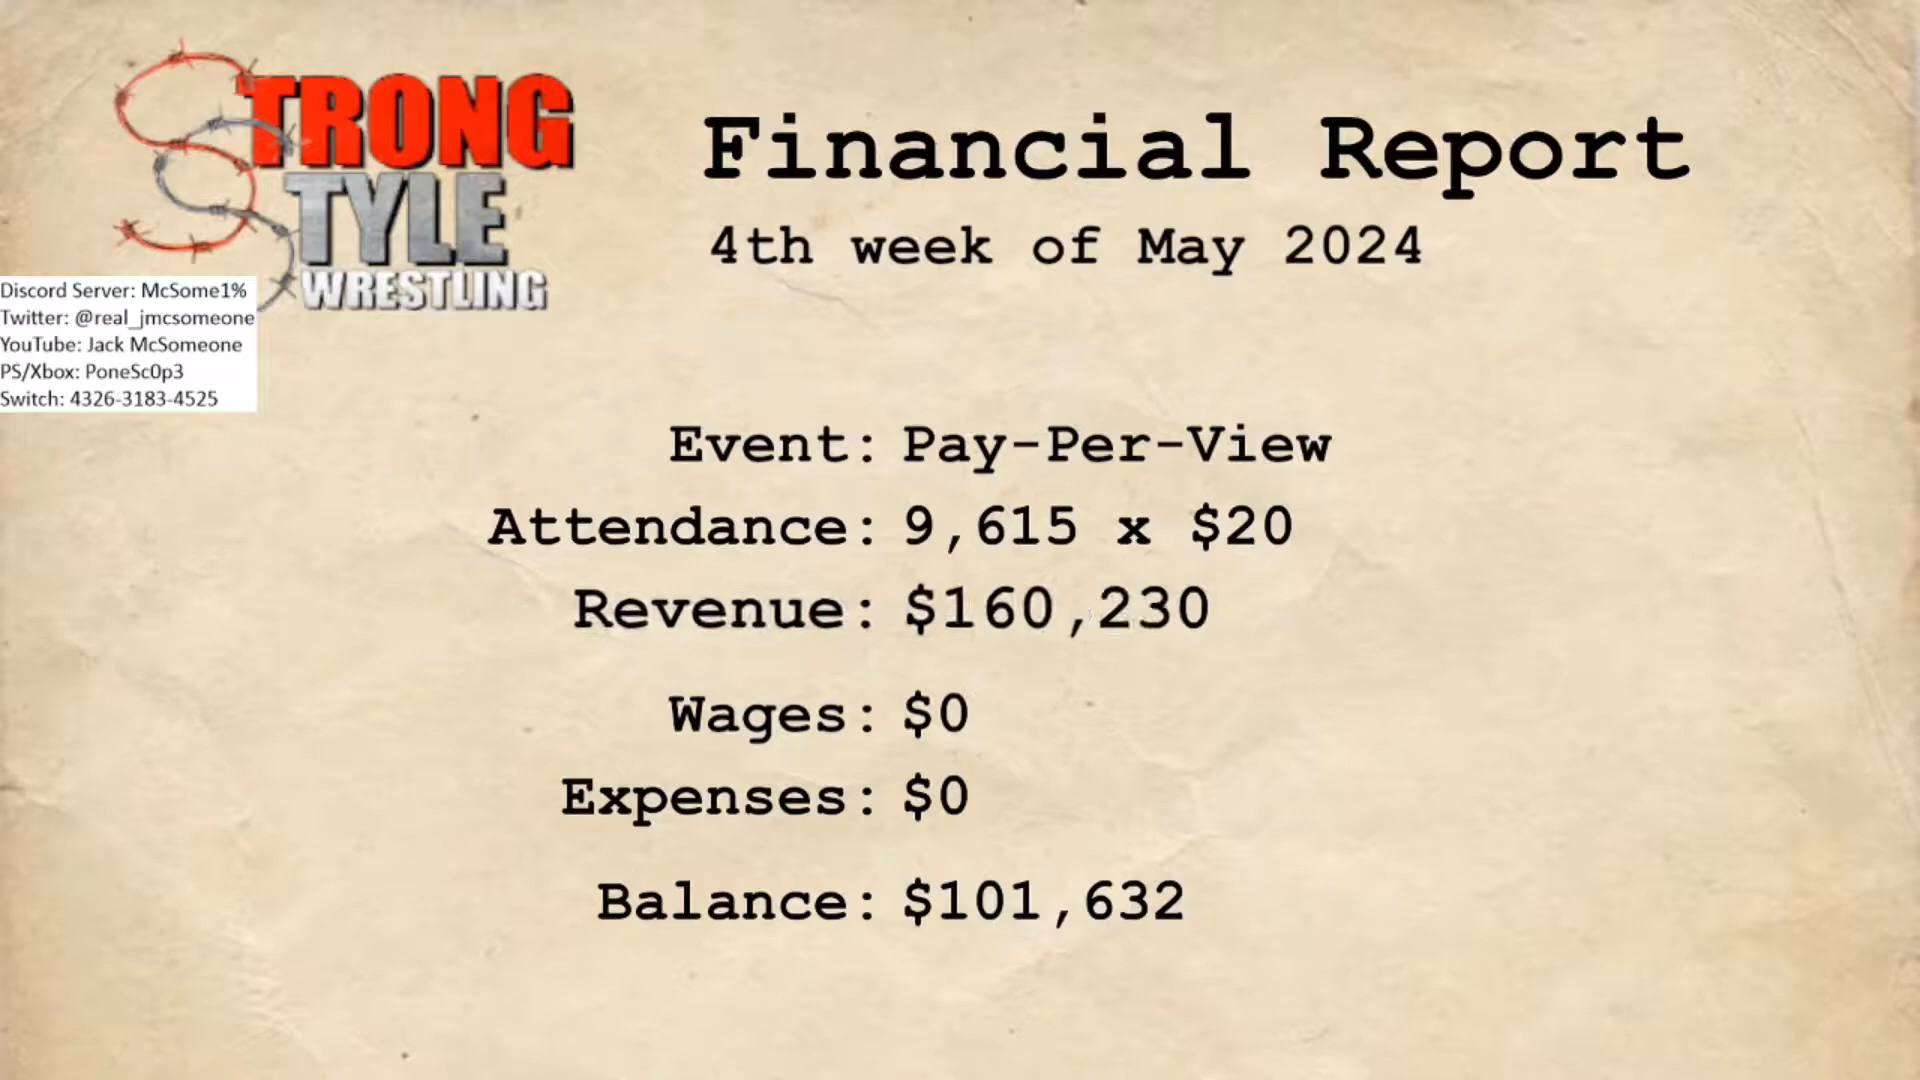 STRONG
STYLE
WRESTLING
Financial Report
4th week of May 2024
Discord Server: McSome1%
Twitter: @real_jmcsomeone
YouTube: Jack McSomeone
PS/Xbox: PoneSc0p3
Switch: 4326-3183-4525
Event: Pay-Per-View
Attendance: 9,615 x $20
Revenue: $160,230
Wages: $0
Expenses: $0
Balance: $101,632